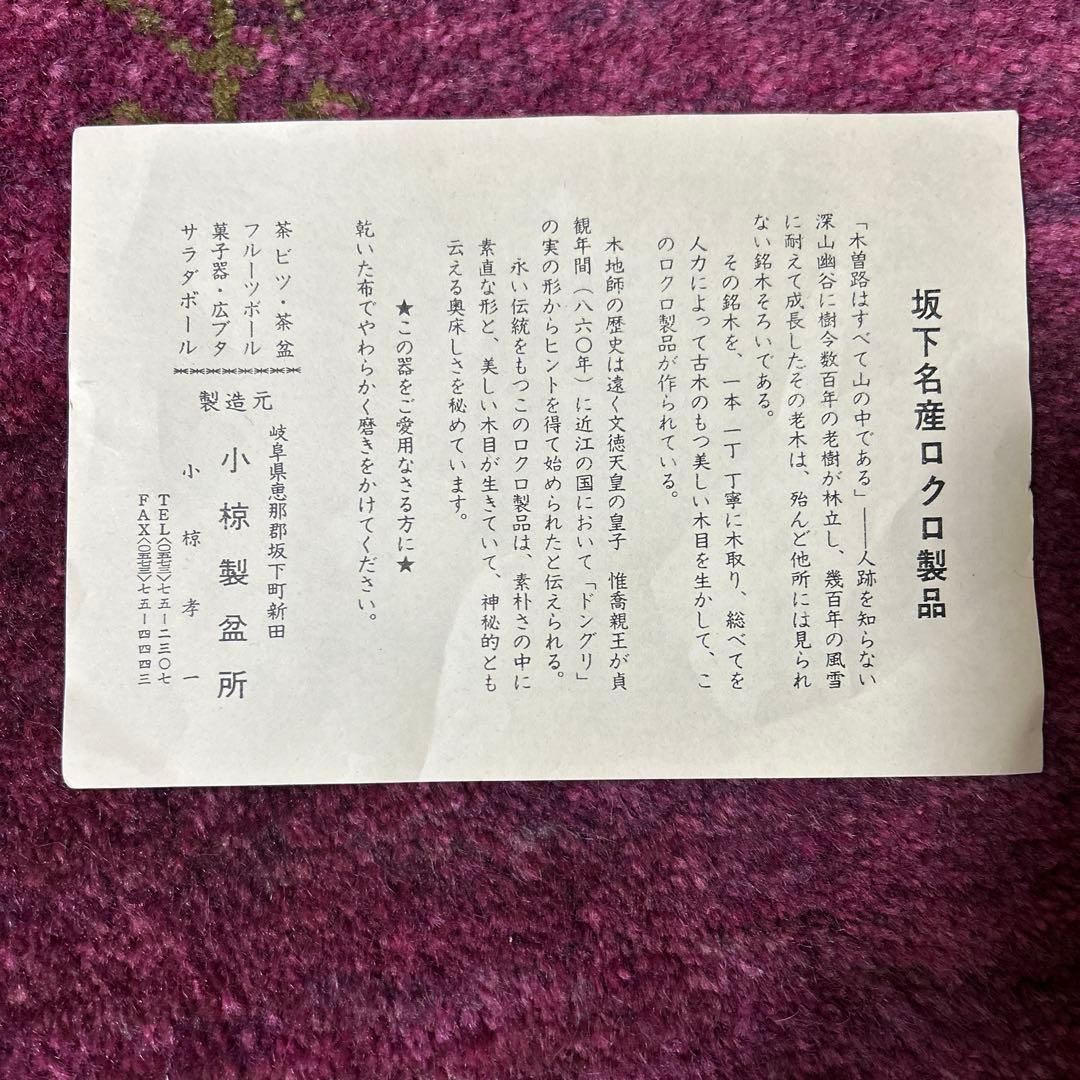 坂下名産ロクロ製品
「木曽路はすべて山の中である」――人跡を知らない
深山幽谷に樹令数百年の老樹が林立し、幾百年の風雪
に耐えて成長したその老木は、殆んど他所には見られ
ない銘木そろいである。
その銘木を、一本一丁丁寧に木取り、総べてを
人力によって古木のもつ美しい木目を生かして、こ
のロクロ製品が作られている。
木地師の歴史は遠く文徳天皇の皇子 惟喬親王が貞
観年間(八六〇年)に近江の国において「ドングリ」
の実の形からヒントを得て始められたと伝えられる。
永い伝統をもつこのロクロ製品は、素朴さの中に
素直な形と、美しい木目が生きていて、神秘的とも
云える奥床しさを秘めています。
★この器をご愛用なさる方に★
乾いた布でやわらかく磨きをかけてください。
茶ビツ・茶盆
フルーツボール
菓子器・広ブタ
サラダボール
製造元
岐阜県恵那郡坂下町新田
小椋製盆所
小椋孝一
TEL〈〇五七三〉七五-二三〇七
FAX〈〇五七三〉七五-四四四三